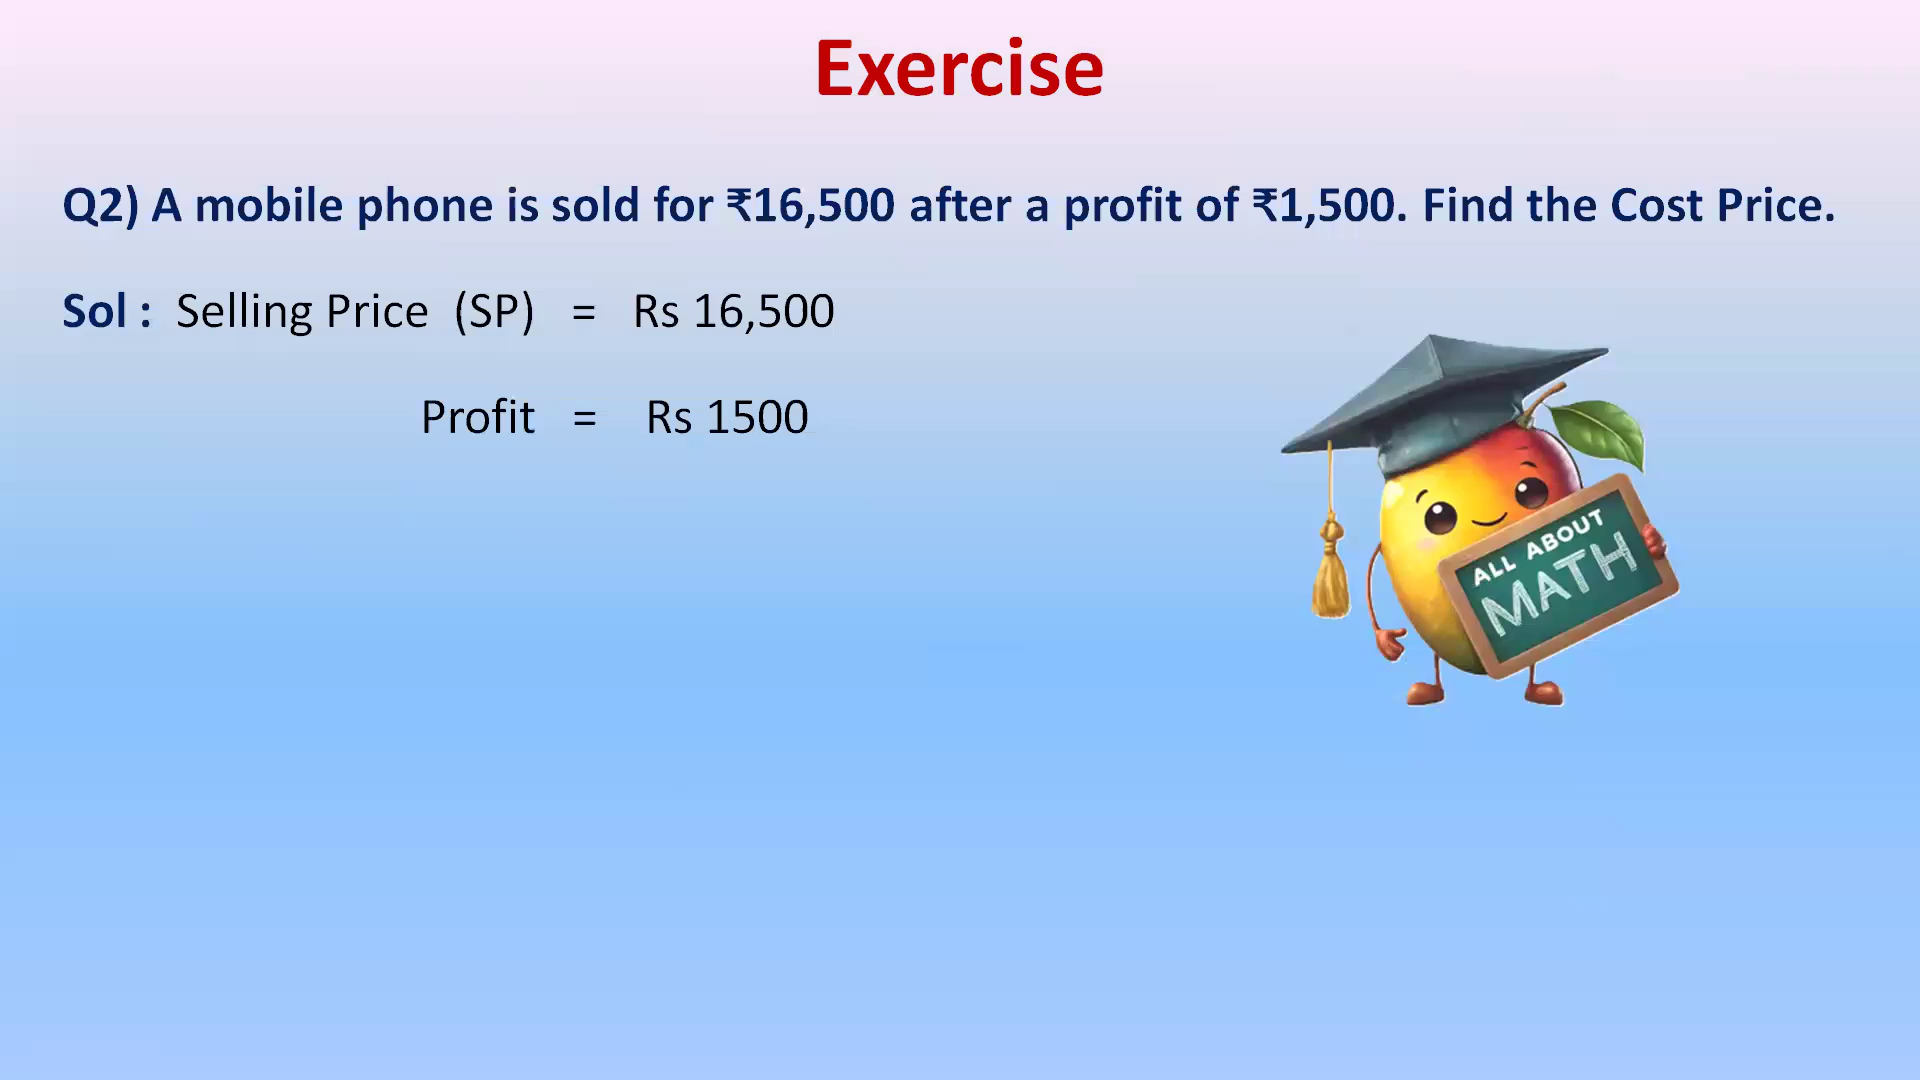 Exercise
Q2) A mobile phone is sold for ₹16,500 after a profit of ₹1,500. Find the Cost Price.
Sol : Selling Price (SP) = Rs 16,500
Profit = Rs 1500
ALL ABOUT
MATH